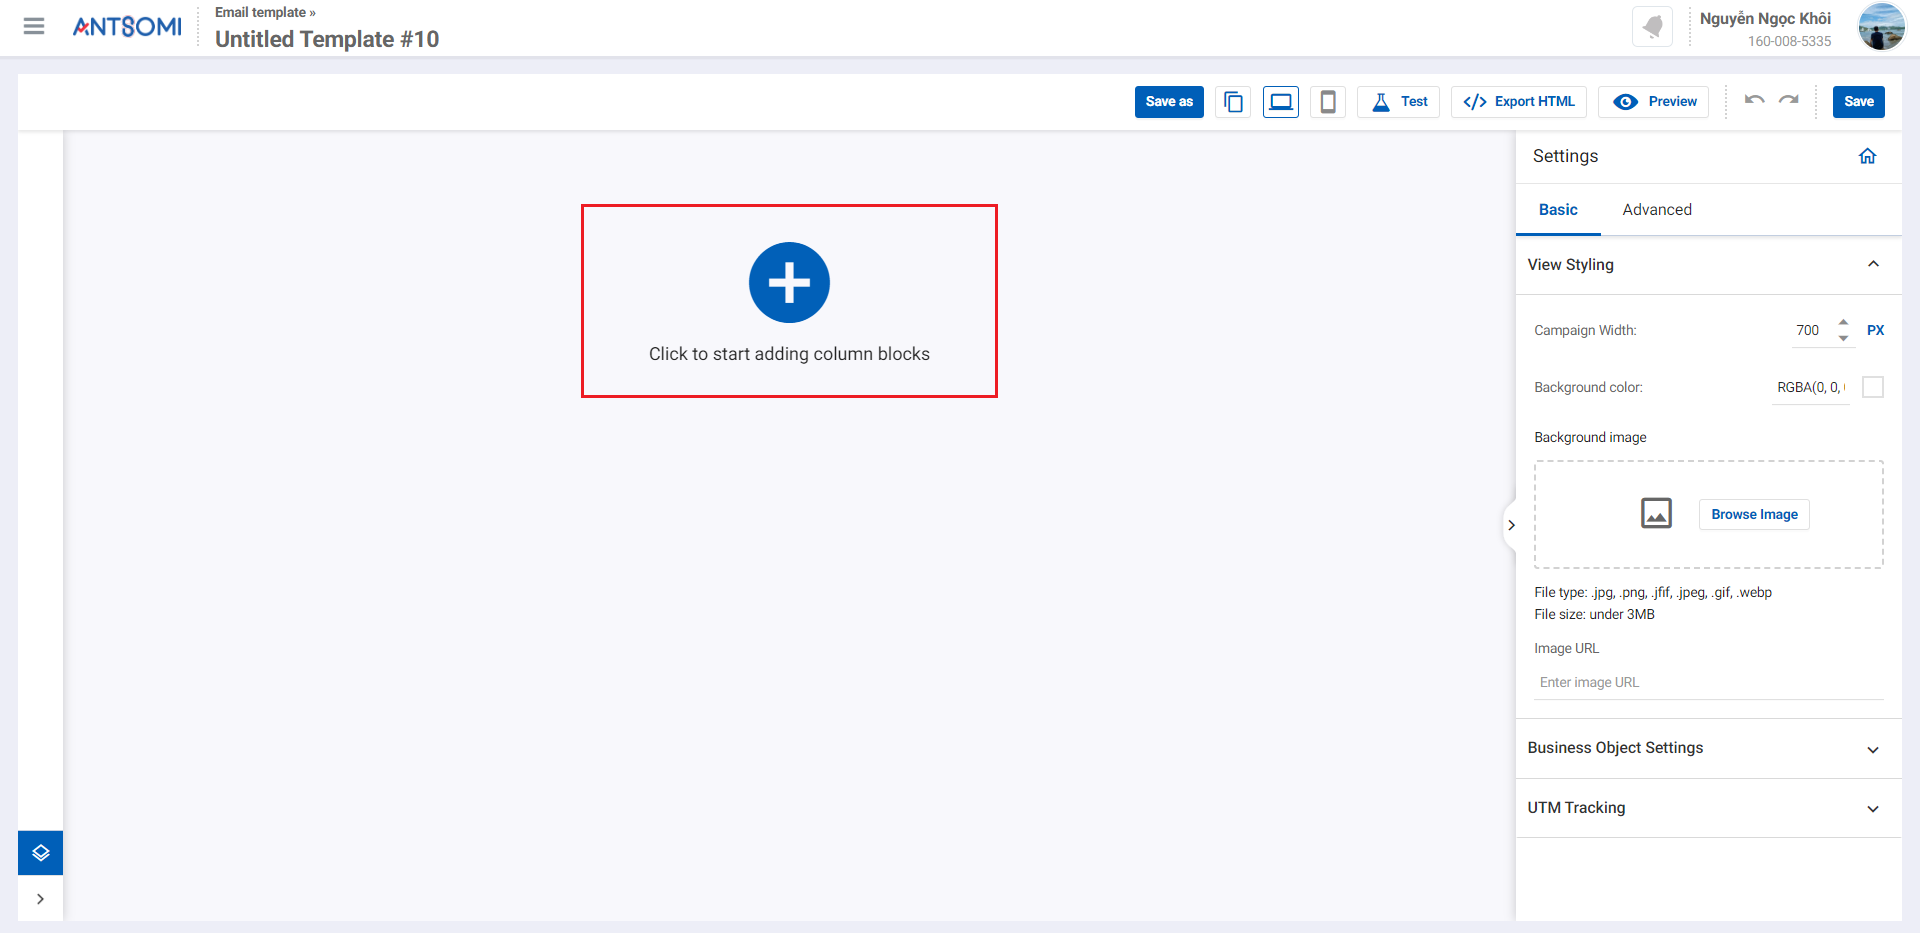 ANTSOMI
Email template »
Untitled Template #10
Nguyễn Ngọc Khôi
160-008-5335
Save as
Test
</> Export HTML
Preview
Save
Click to start adding column blocks
Settings
Basic
Advanced
View Styling
Campaign Width:
700
PX
Background color:
RGBA(0, 0,
Background image
Browse Image
File type: .jpg, .png, .jfif, .jpeg, .gif, .webp
File size: under 3MB
Image URL
Enter image URL
Business Object Settings
UTM Tracking